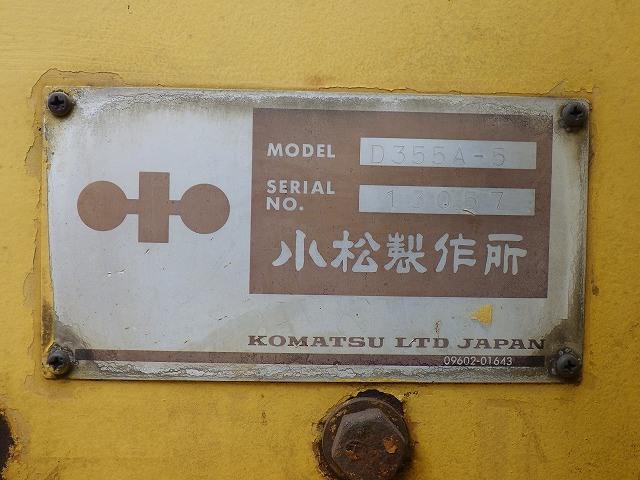 MODEL D355A-5
SERIAL NO. 13057
小松製作所
KOMATSU LTD JAPAN
09602-01643